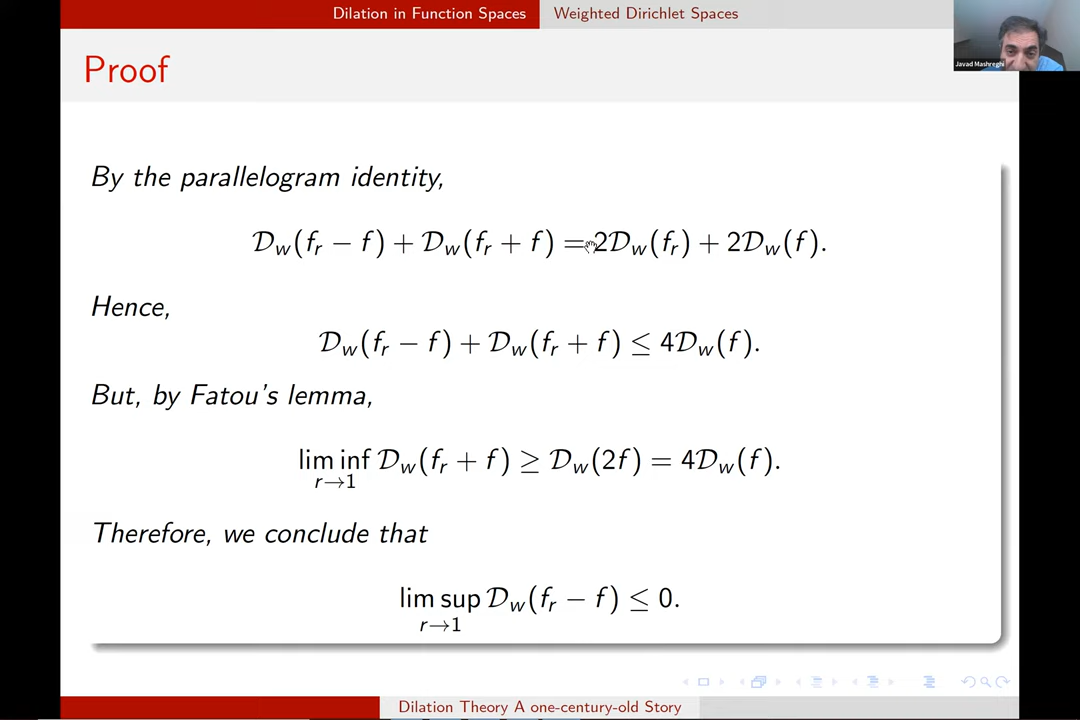 Dilation in Function Spaces Weighted Dirichlet Spaces
Javad Mashreghi
Proof
By the parallelogram identity,
𝒟_w(f_r − f) + 𝒟_w(f_r + f) = 2𝒟_w(f_r) + 2𝒟_w(f).
Hence,
𝒟_w(f_r − f) + 𝒟_w(f_r + f) ≤ 4𝒟_w(f).
But, by Fatou's lemma,
lim inf_{r→1} 𝒟_w(f_r + f) ≥ 𝒟_w(2f) = 4𝒟_w(f).
Therefore, we conclude that
lim sup_{r→1} 𝒟_w(f_r − f) ≤ 0.
Dilation Theory A one-century-old Story